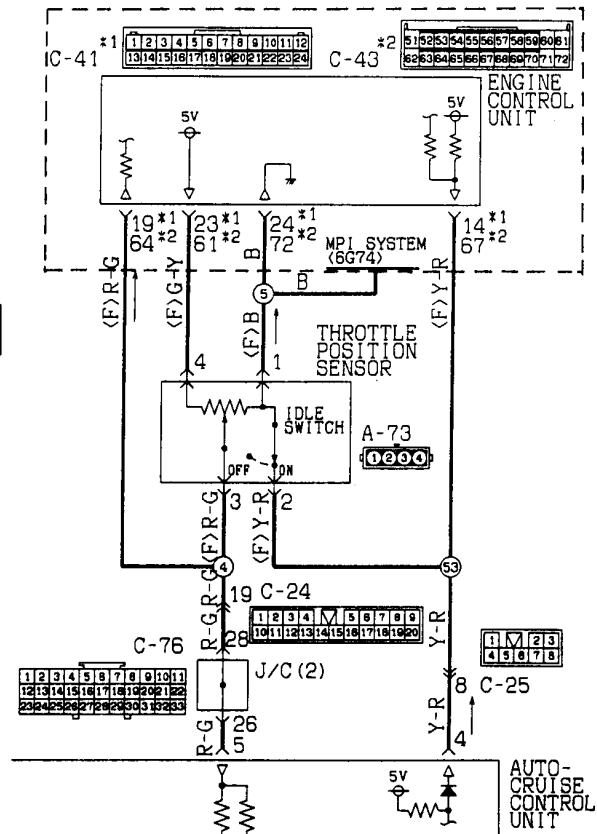 C-41
*1
1 2 3 4 5 6 7 8 9 10 11 12
13 14 15 16 17 18 19 20 21 22 23 24
C-43
*2
51 52 53 54 55 56 57 58 59 60 61
62 63 64 65 66 67 68 69 70 71 72
ENGINE
CONTROL
UNIT
5V
5V
19 *1
64 *2
23 *1
61 *2
24 *1
72 *2
14 *1
67 *2
MPI SYSTEM
(6G74)
<F>R-G
<F>G-Y
B
B
5
<F>B
<F>Y-R
THROTTLE
POSITION
SENSOR
4
1
IDLE
SWITCH
OFF
ON
A-73
1 2 3 4
3
2
<F>R-G
<F>Y-R
4
53
R-G
19
C-24
1 2 3 4 5 6 7 8 9
10 11 12 13 14 15 16 17 18 19 20
R-G
28
Y-R
1 2 3
4 5 6 7 8
C-76
1 2 3 4 5 6 7 8 9 10 11
12 13 14 15 16 17 18 19 20 21 22
23 24 25 26 27 28 29 30 31 32 33
J/C(2)
8
C-25
26
R-G
5
Y-R
4
5V
AUTO-
CRUISE
CONTROL
UNIT